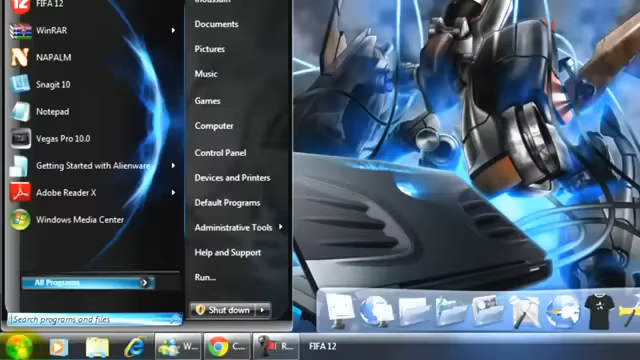 FIFA 12
WinRAR
NAPALM
Snagit 10
Notepad
Vegas Pro 10.0
Getting Started with Alienware
Adobe Reader X
Windows Media Center
All Programs
Search programs and files
Documents
Pictures
Music
Games
Computer
Control Panel
Devices and Printers
Default Programs
Administrative Tools
Help and Support
Run...
Shut down
W...
C...
R...
FIFA 12